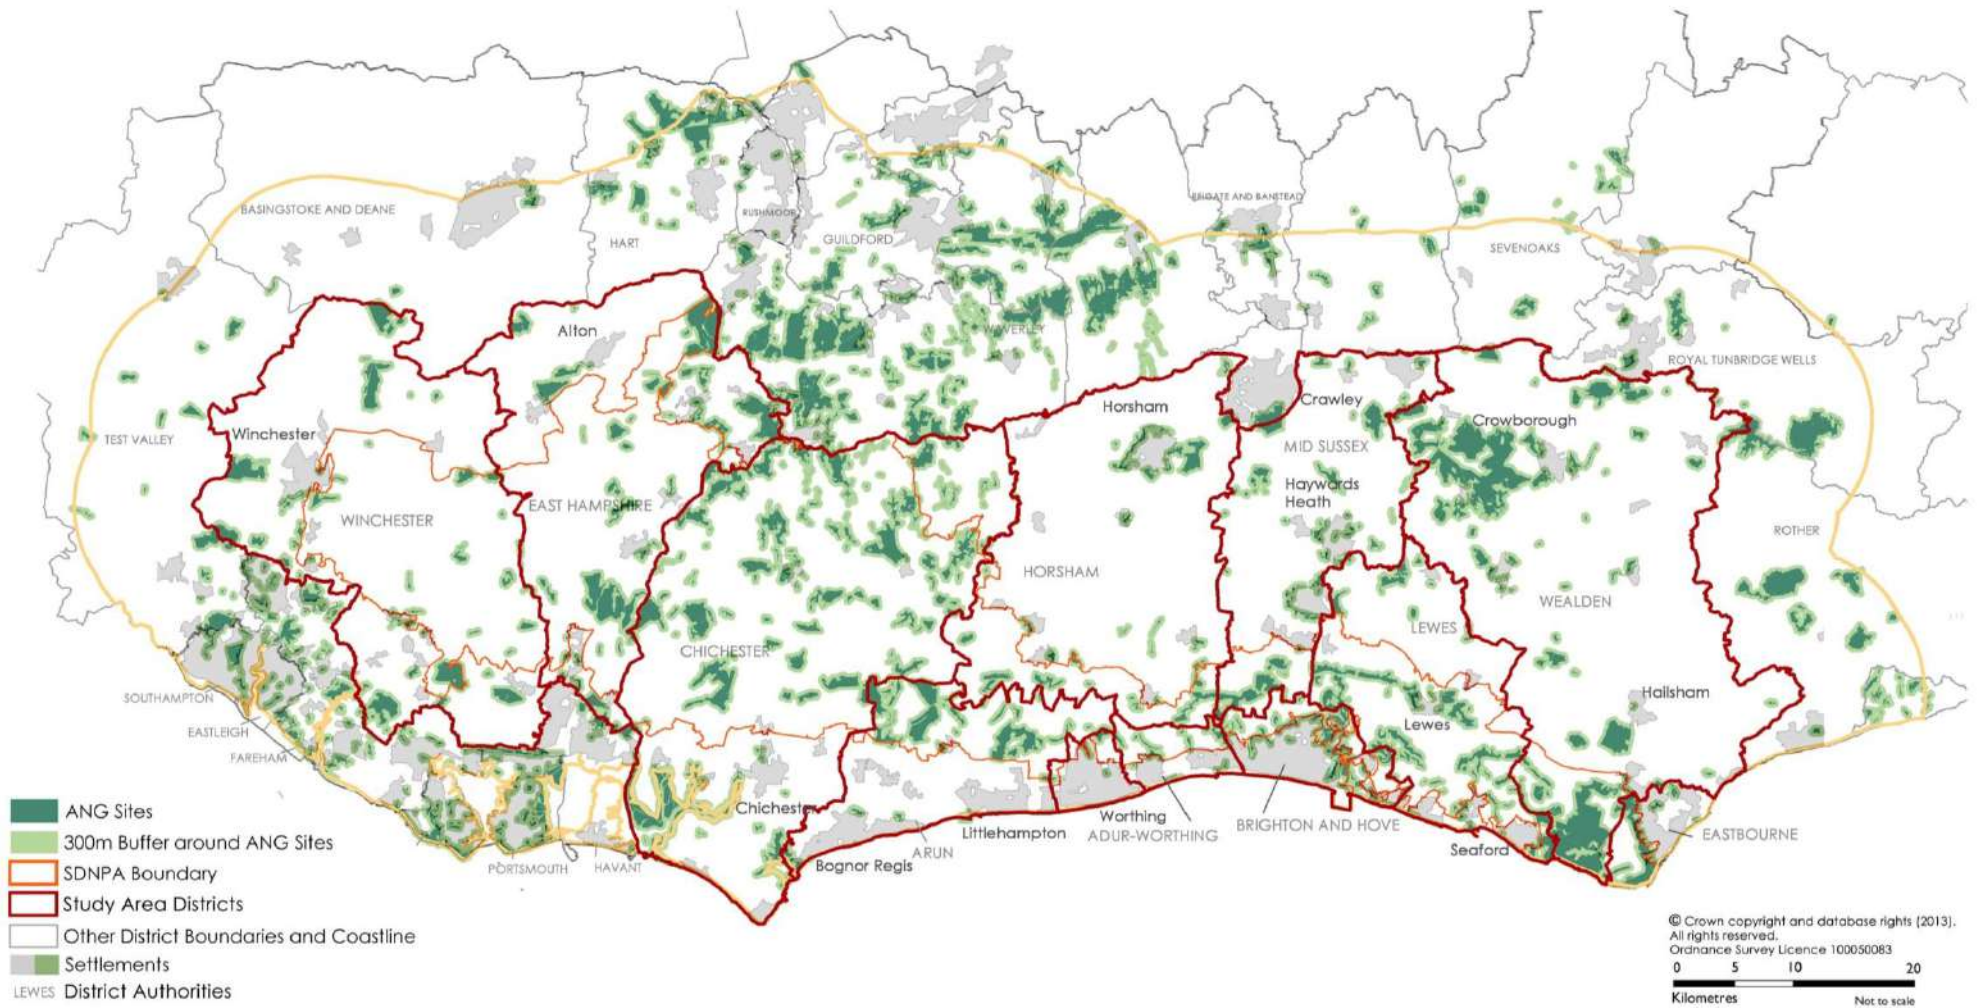 BASINGSTOKE AND DEANE
HART
RUSHMOOR
GUILDFORD
REIGATE AND BANSTEAD
SEVENOAKS
Alton
WAVERLEY
ROYAL TUNBRIDGE WELLS
TEST VALLEY
Winchester
Horsham
Crawley
Crowborough
MID SUSSEX
Haywards
Heath
WINCHESTER
EAST HAMPSHIRE
HORSHAM
ROTHER
WEALDEN
LEWES
CHICHESTER
SOUTHAMPTON
EASTLEIGH
FAREHAM
Hailsham
Lewes
Chichester
Littlehampton
Worthing
ADUR-WORTHING
BRIGHTON AND HOVE
EASTBOURNE
Seaford
ARUN
Bognor Regis
PORTSMOUTH
HAVANT
ANG Sites
300m Buffer around ANG Sites
SDNPA Boundary
Study Area Districts
Other District Boundaries and Coastline
Settlements
LEWES District Authorities
© Crown copyright and database rights (2013).
All rights reserved.
Ordnance Survey Licence 100050083
0 5 10 20
Kilometres
Not to scale